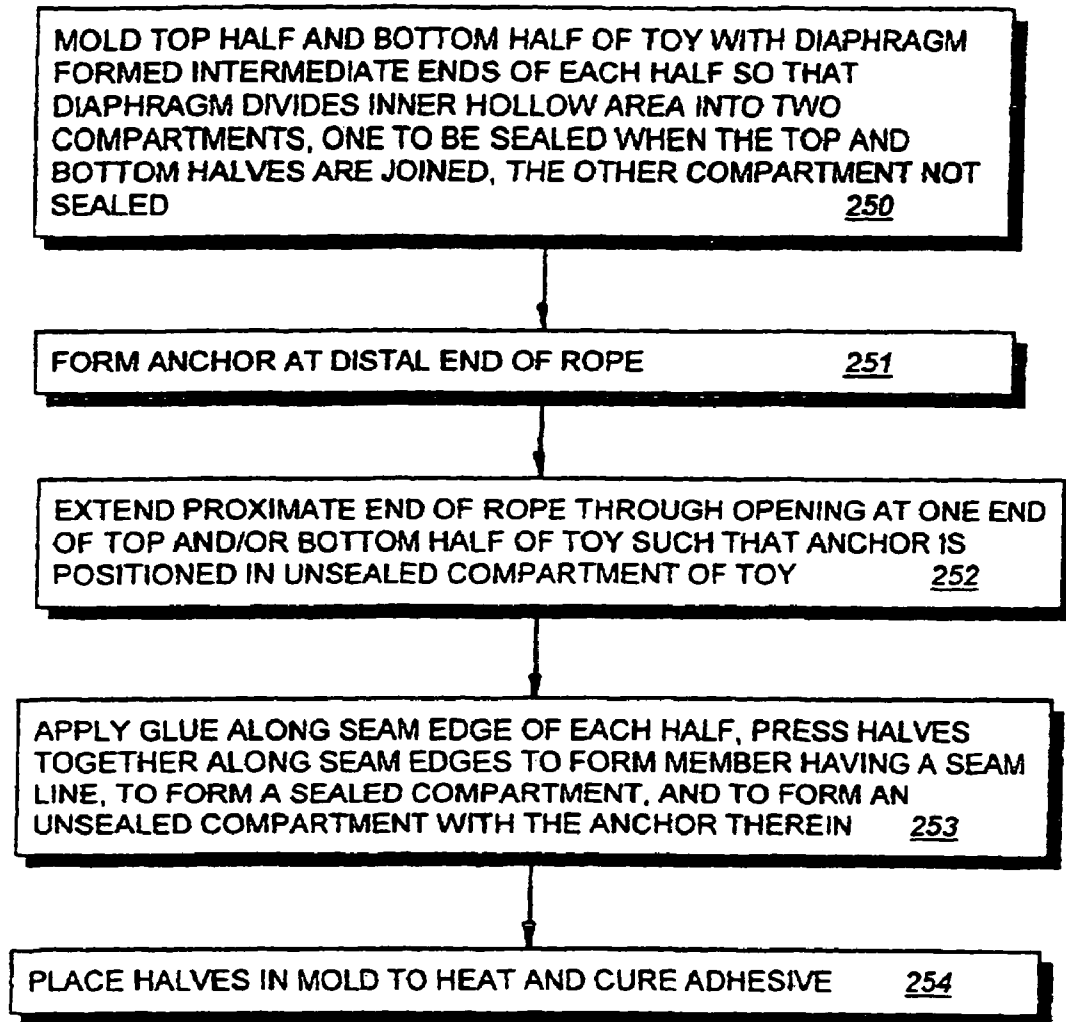 MOLD TOP HALF AND BOTTOM HALF OF TOY WITH DIAPHRAGM
FORMED INTERMEDIATE ENDS OF EACH HALF SO THAT
DIAPHRAGM DIVIDES INNER HOLLOW AREA INTO TWO
COMPARTMENTS, ONE TO BE SEALED WHEN THE TOP AND
BOTTOM HALVES ARE JOINED, THE OTHER COMPARTMENT NOT
SEALED 250
FORM ANCHOR AT DISTAL END OF ROPE 251
EXTEND PROXIMATE END OF ROPE THROUGH OPENING AT ONE END
OF TOP AND/OR BOTTOM HALF OF TOY SUCH THAT ANCHOR IS
POSITIONED IN UNSEALED COMPARTMENT OF TOY 252
APPLY GLUE ALONG SEAM EDGE OF EACH HALF, PRESS HALVES
TOGETHER ALONG SEAM EDGES TO FORM MEMBER HAVING A SEAM
LINE, TO FORM A SEALED COMPARTMENT, AND TO FORM AN
UNSEALED COMPARTMENT WITH THE ANCHOR THEREIN 253
PLACE HALVES IN MOLD TO HEAT AND CURE ADHESIVE 254